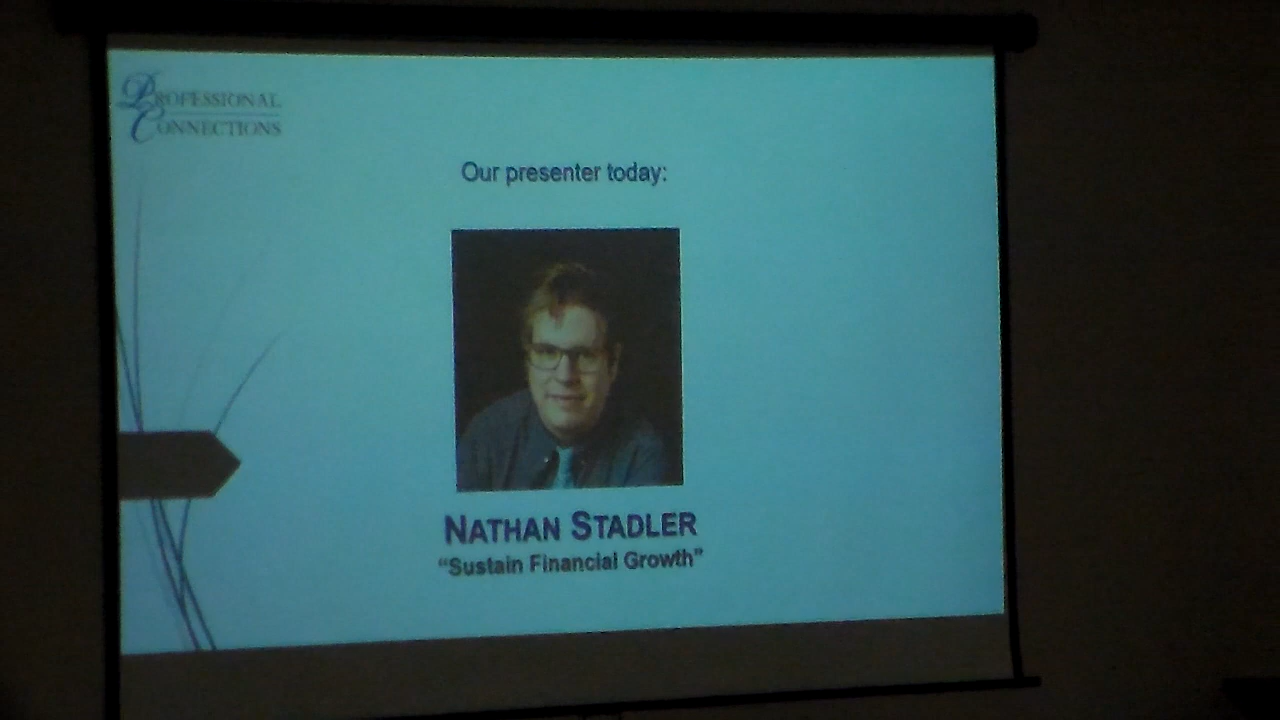 PROFESSIONAL
CONNECTIONS
Our presenter today:
NATHAN STADLER
“Sustain Financial Growth”